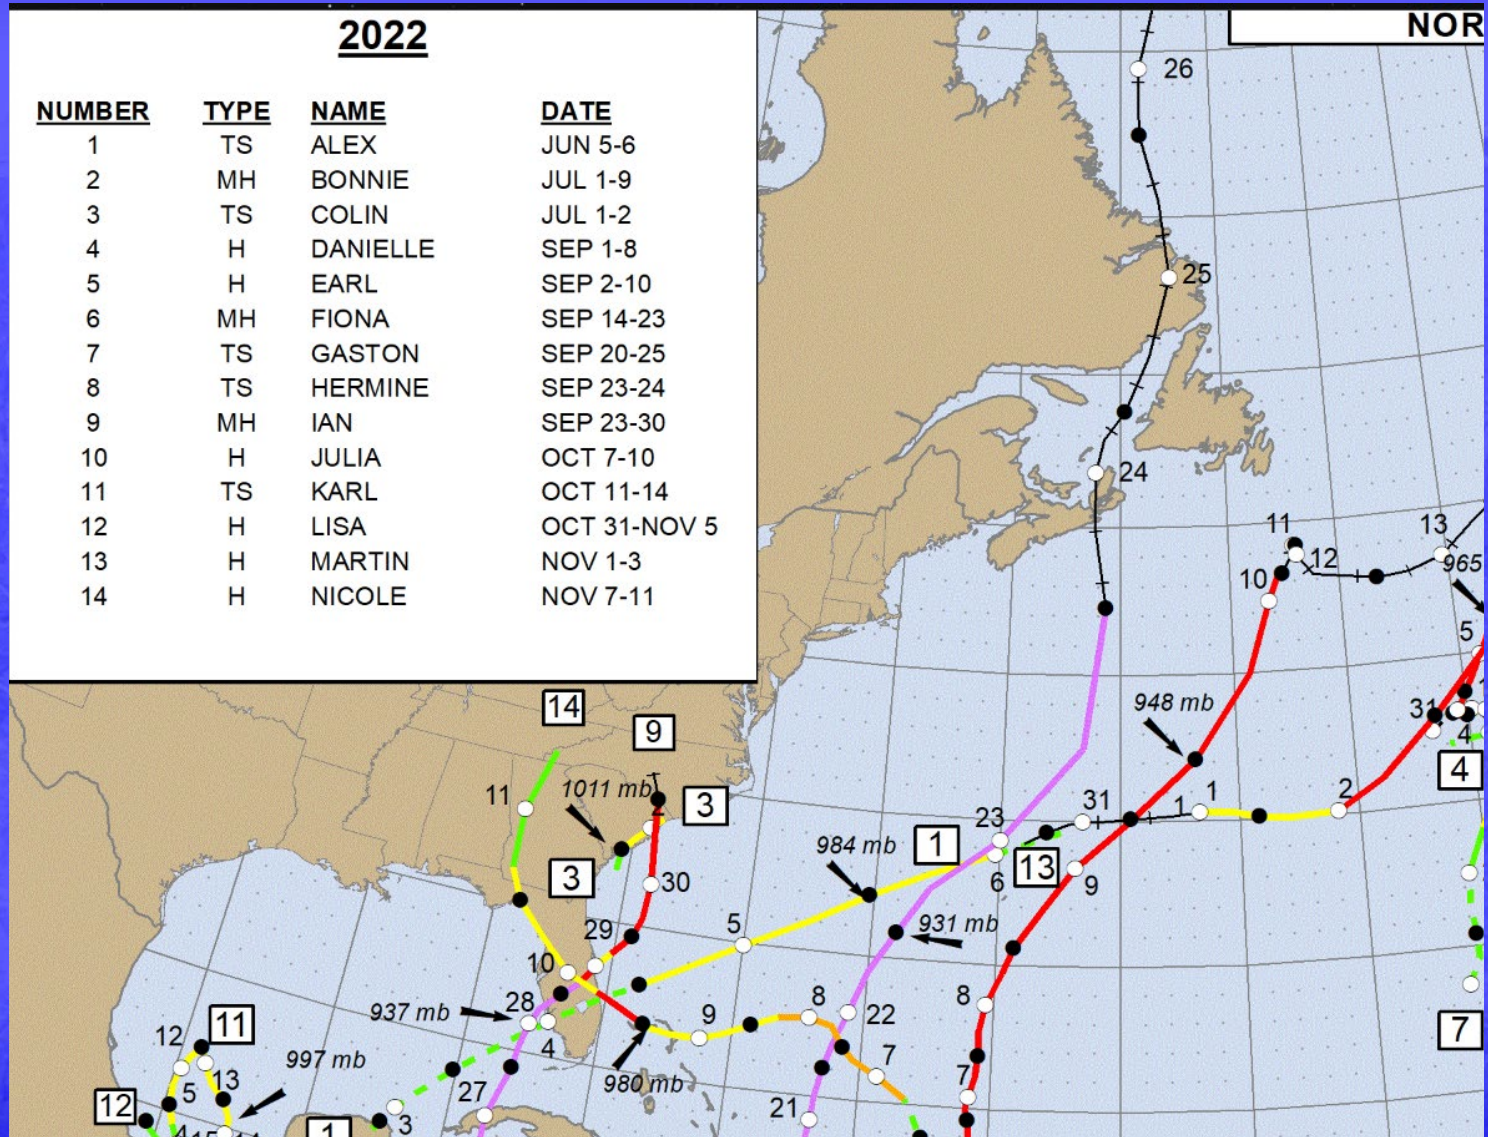 2022
NUMBER TYPE NAME DATE
1 TS ALEX JUN 5-6
2 MH BONNIE JUL 1-9
3 TS COLIN JUL 1-2
4 H DANIELLE SEP 1-8
5 H EARL SEP 2-10
6 MH FIONA SEP 14-23
7 TS GASTON SEP 20-25
8 TS HERMINE SEP 23-24
9 MH IAN SEP 23-30
10 H JULIA OCT 7-10
11 TS KARL OCT 11-14
12 H LISA OCT 31-NOV 5
13 H MARTIN NOV 1-3
14 H NICOLE NOV 7-11
NOR
26
25
24
11
12
13
10
965
5
14
9
948 mb
31
4
4
11
1011 mb
2
3
31
1
1
2
23
984 mb
1
13
6
9
3
30
29
5
931 mb
10
8
28
937 mb
4
9
8
22
7
12
11
997 mb
980 mb
7
7
5
13
27
21
12
3
1
4